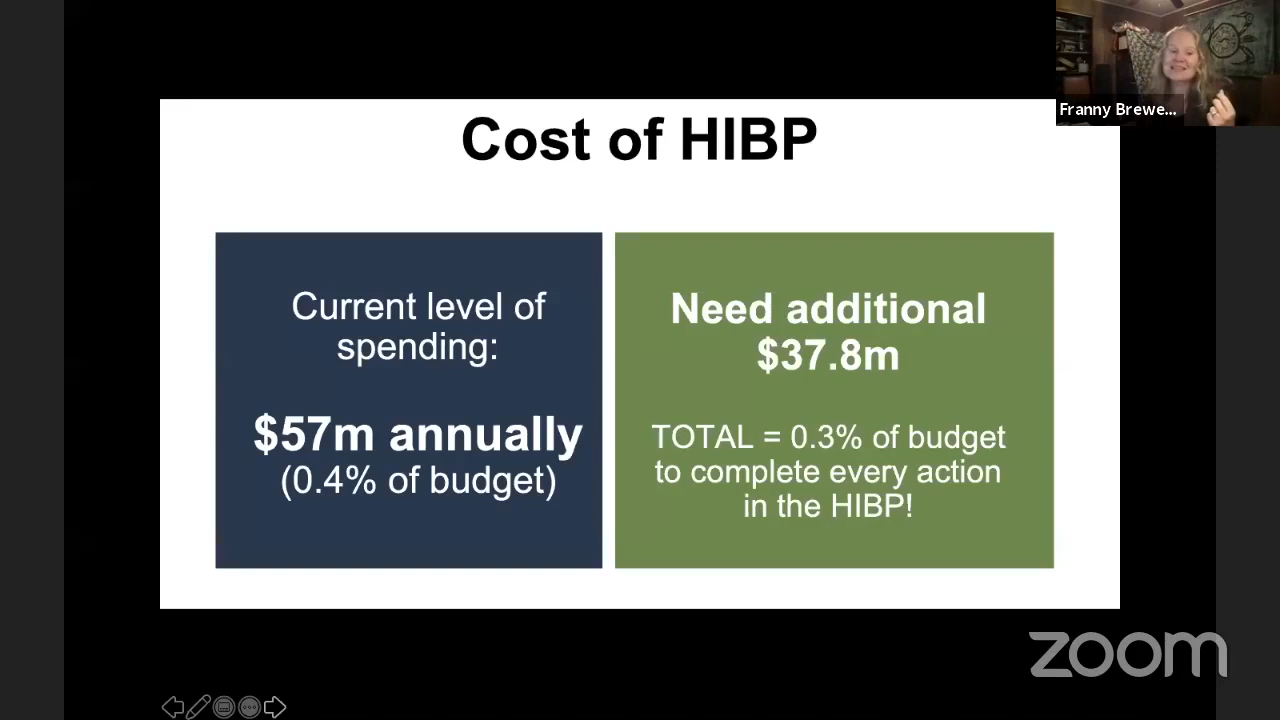 Cost of HIBP
Franny Brewe...
Current level of
spending:
$57m annually
(0.4% of budget)
Need additional
$37.8m
TOTAL = 0.3% of budget
to complete every action
in the HIBP!
zoom